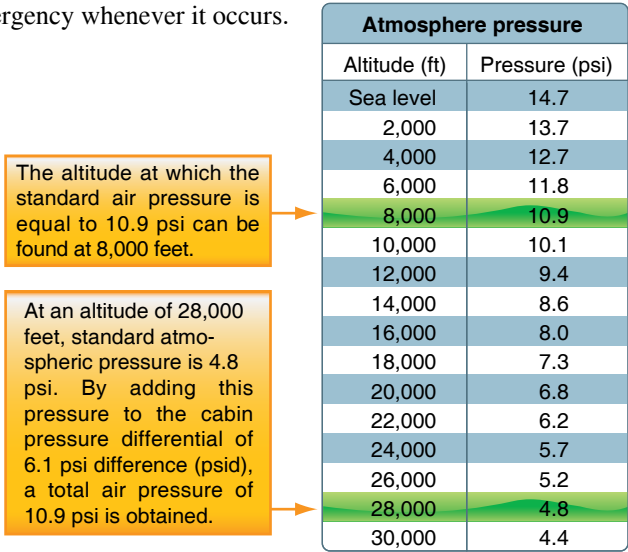 ergency whenever it occurs.
Atmosphere pressure
Altitude (ft) Pressure (psi)
Sea level 14.7
2,000 13.7
4,000 12.7
6,000 11.8
8,000 10.9
10,000 10.1
12,000 9.4
14,000 8.6
16,000 8.0
18,000 7.3
20,000 6.8
22,000 6.2
24,000 5.7
26,000 5.2
28,000 4.8
30,000 4.4
The altitude at which the
standard air pressure is
equal to 10.9 psi can be
found at 8,000 feet.
At an altitude of 28,000
feet, standard atmo-
spheric pressure is 4.8
psi. By adding this
pressure to the cabin
pressure differential of
6.1 psi difference (psid),
a total air pressure of
10.9 psi is obtained.